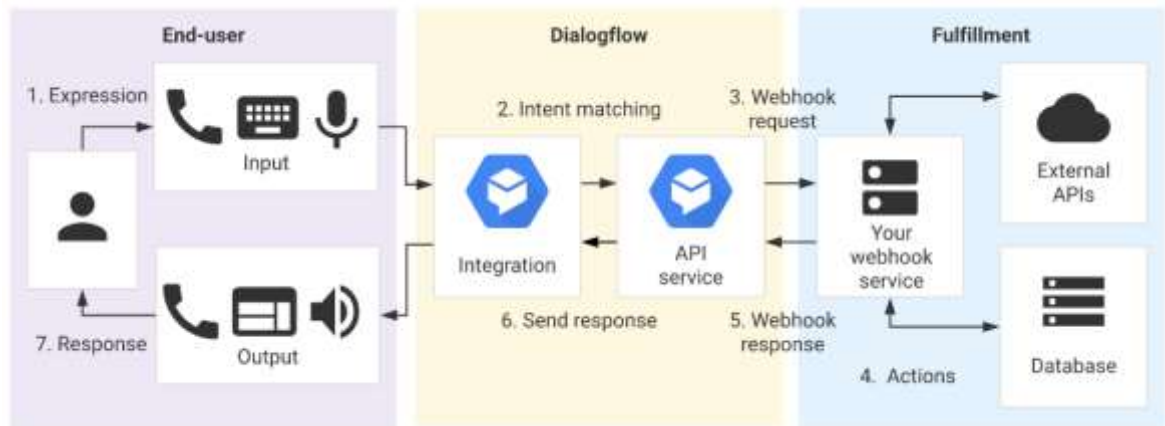 End-user
Dialogflow
Fulfillment
1. Expression
Input
2. Intent matching
3. Webhook
request
External
APIs
Integration
API
service
Your
webhook
service
7. Response
Output
6. Send response
5. Webhook
response
4. Actions
Database